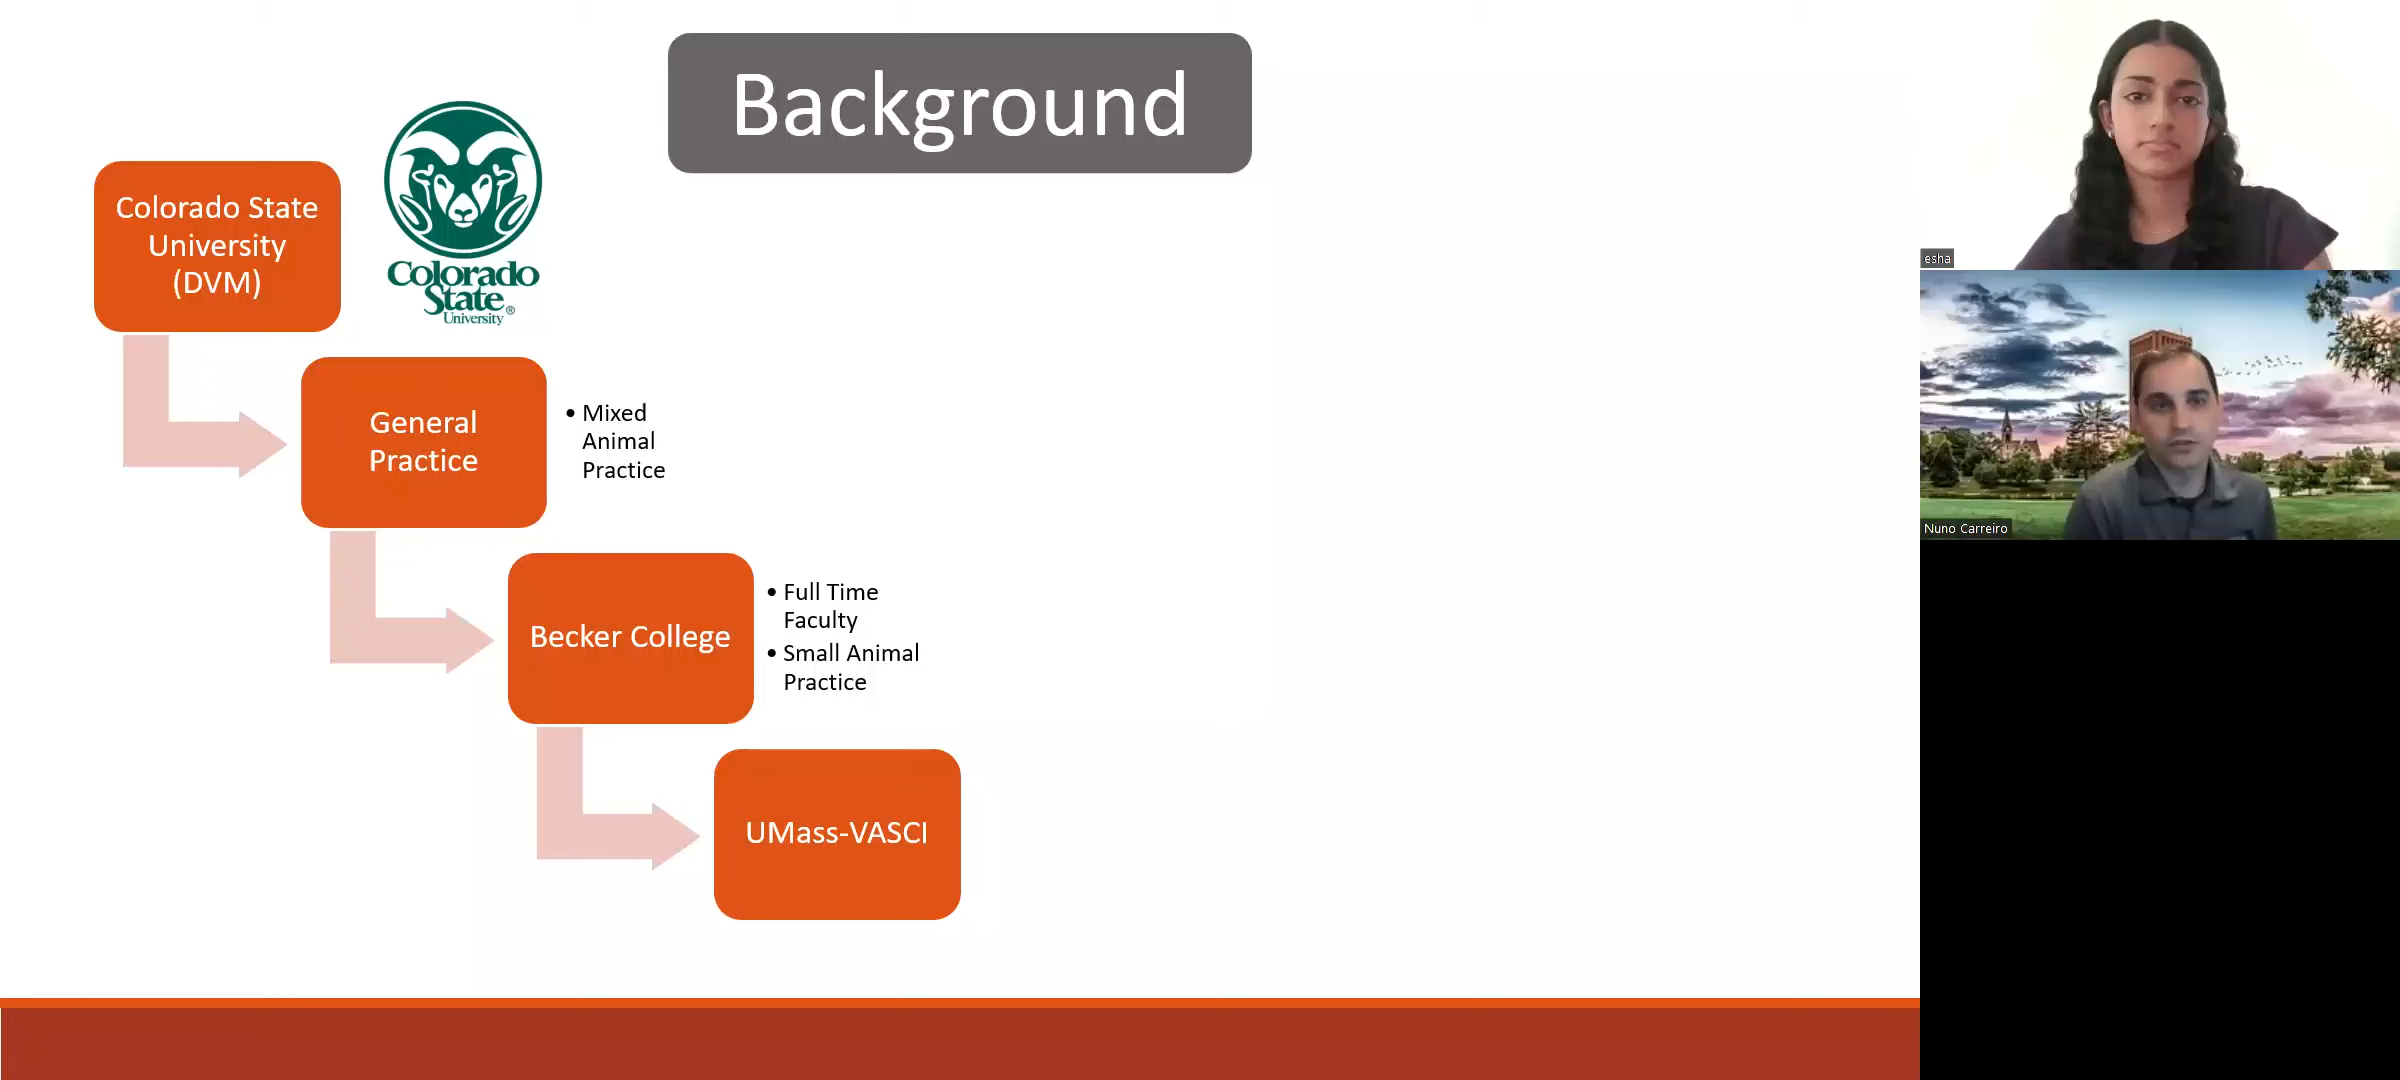 Background
Colorado State
University
(DVM)
Colorado
State
University®
General
Practice
• Mixed
Animal
Practice
Becker College
• Full Time
Faculty
• Small Animal
Practice
UMass-VASCI
esha
Nuno Carreiro